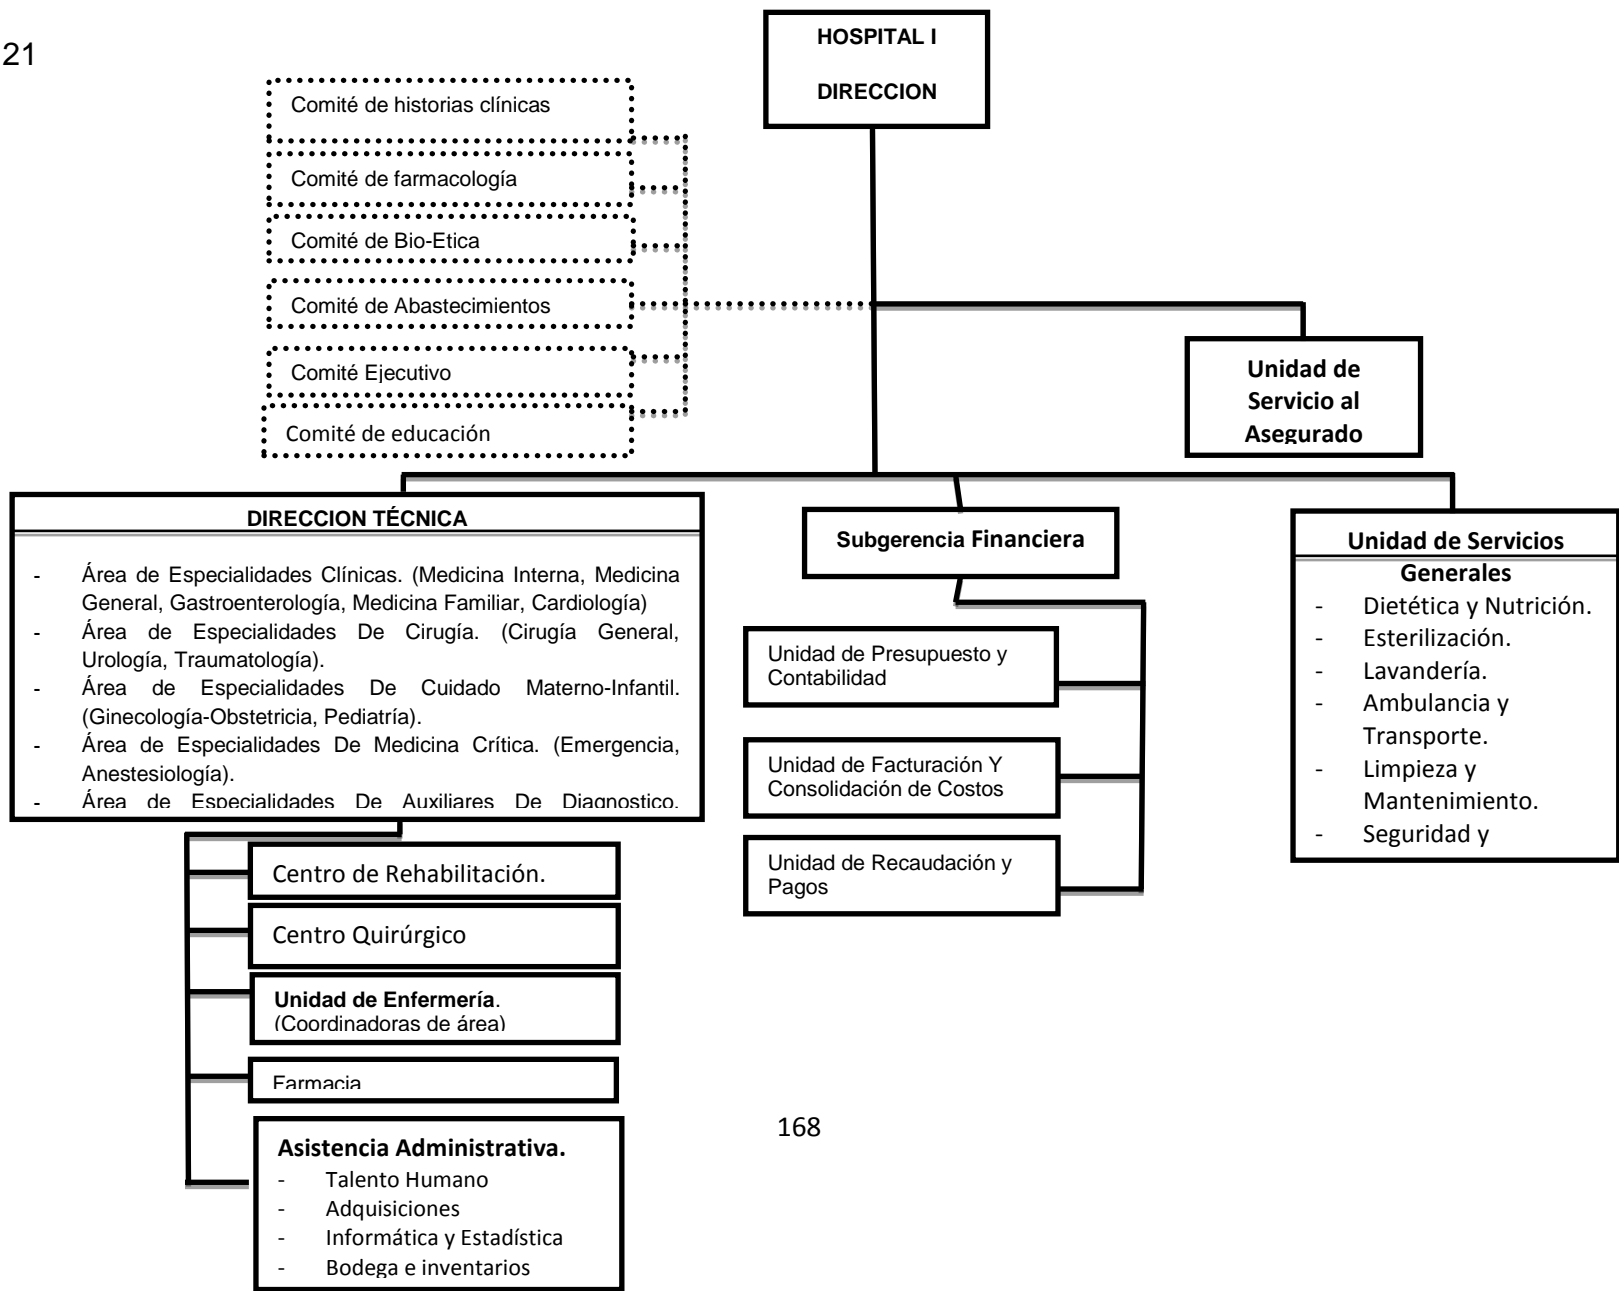 21
HOSPITAL I
DIRECCION
Comité de historias clínicas
Comité de farmacología
Comité de Bio-Etica
Comité de Abastecimientos
Comité Ejecutivo
Comité de educación
Unidad de
Servicio al
Asegurado
DIRECCION TÉCNICA
- Área de Especialidades Clínicas. (Medicina Interna, Medicina
General, Gastroenterología, Medicina Familiar, Cardiología)
- Área de Especialidades De Cirugía. (Cirugía General,
Urología, Traumatología).
- Área de Especialidades De Cuidado Materno-Infantil.
(Ginecología-Obstetricia, Pediatría).
- Área de Especialidades De Medicina Crítica. (Emergencia,
Anestesiología).
- Área de Especialidades De Auxiliares De Diagnostico.
Subgerencia Financiera
Unidad de Presupuesto y
Contabilidad
Unidad de Facturación Y
Consolidación de Costos
Unidad de Recaudación y
Pagos
Unidad de Servicios
Generales
- Dietética y Nutrición.
- Esterilización.
- Lavandería.
- Ambulancia y
Transporte.
- Limpieza y
Mantenimiento.
- Seguridad y
Centro de Rehabilitación.
Centro Quirúrgico
Unidad de Enfermería.
(Coordinadoras de área)
Farmacia
Asistencia Administrativa.
- Talento Humano
- Adquisiciones
- Informática y Estadística
- Bodega e inventarios
168